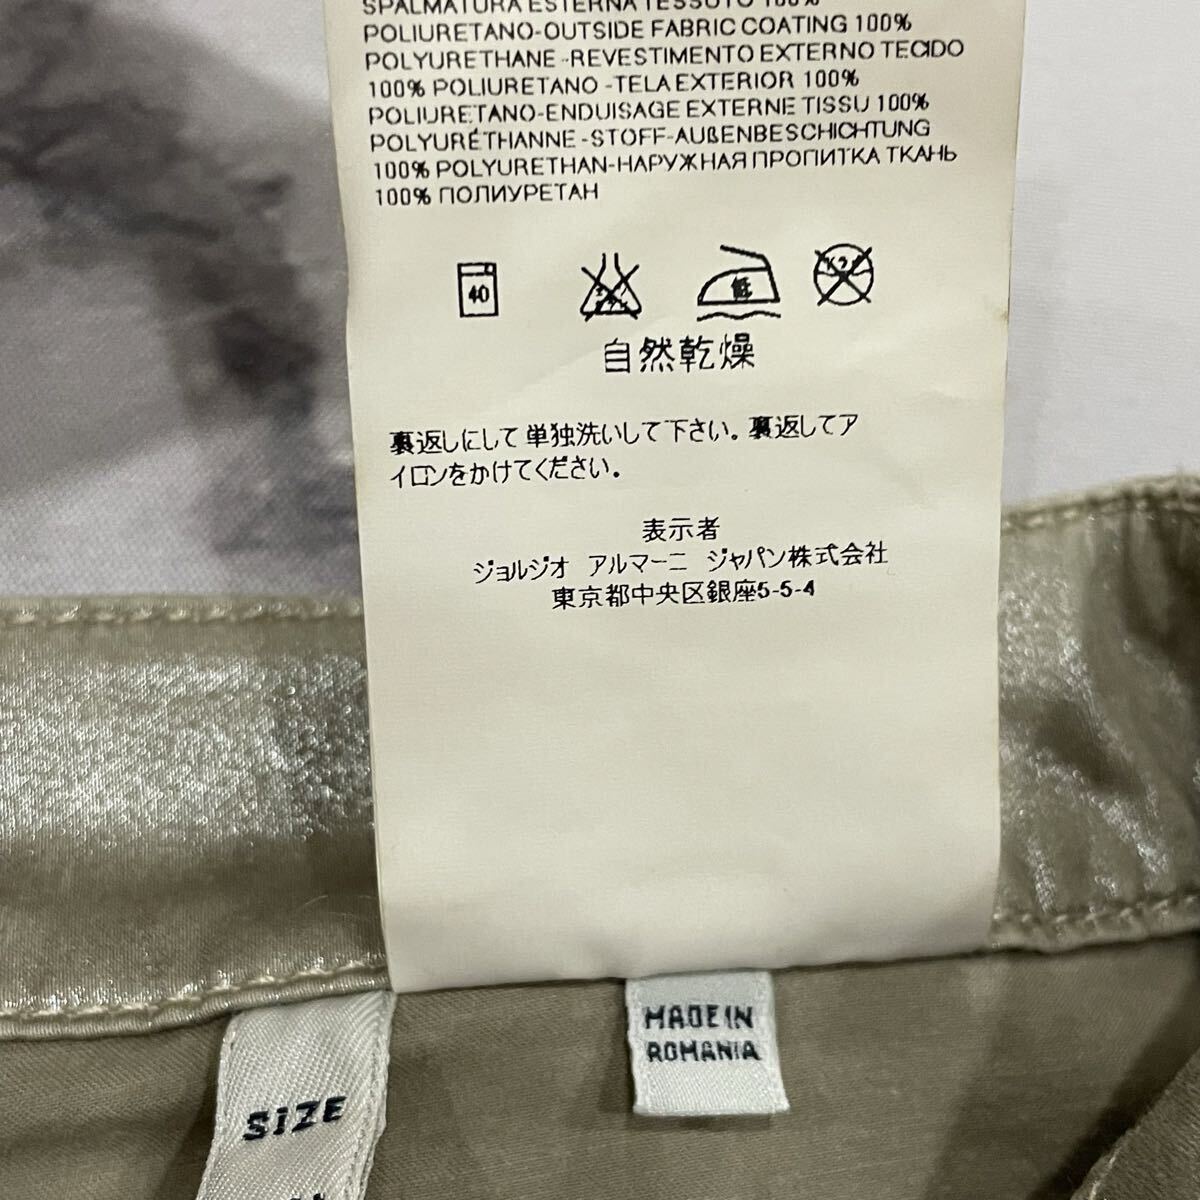 SPALMATURA ESTERNA TESSUTO 100%
POLIURETANO-OUTSIDE FABRIC COATING 100%
POLYURETHANE -REVESTIMENTO EXTERNO TECIDO
100% POLIURETANO -TELA EXTERIOR 100%
POLIURETANO-ENDUISAGE EXTERNE TISSU 100%
POLYURÉTHANNE -STOFF-AUßENBESCHICHTUNG
100% POLYURETHAN-НАРУЖНАЯ ПРОПИТКА ТКАНЬ
100% ПОЛИУРЕТАН
40
低
自然乾燥
裏返しにして単独洗いして下さい。裏返してア
イロンをかけてください。
表示者
ジョルジオ アルマーニ ジャパン株式会社
東京都中央区銀座5-5-4
MADE IN
ROMANIA
SIZE